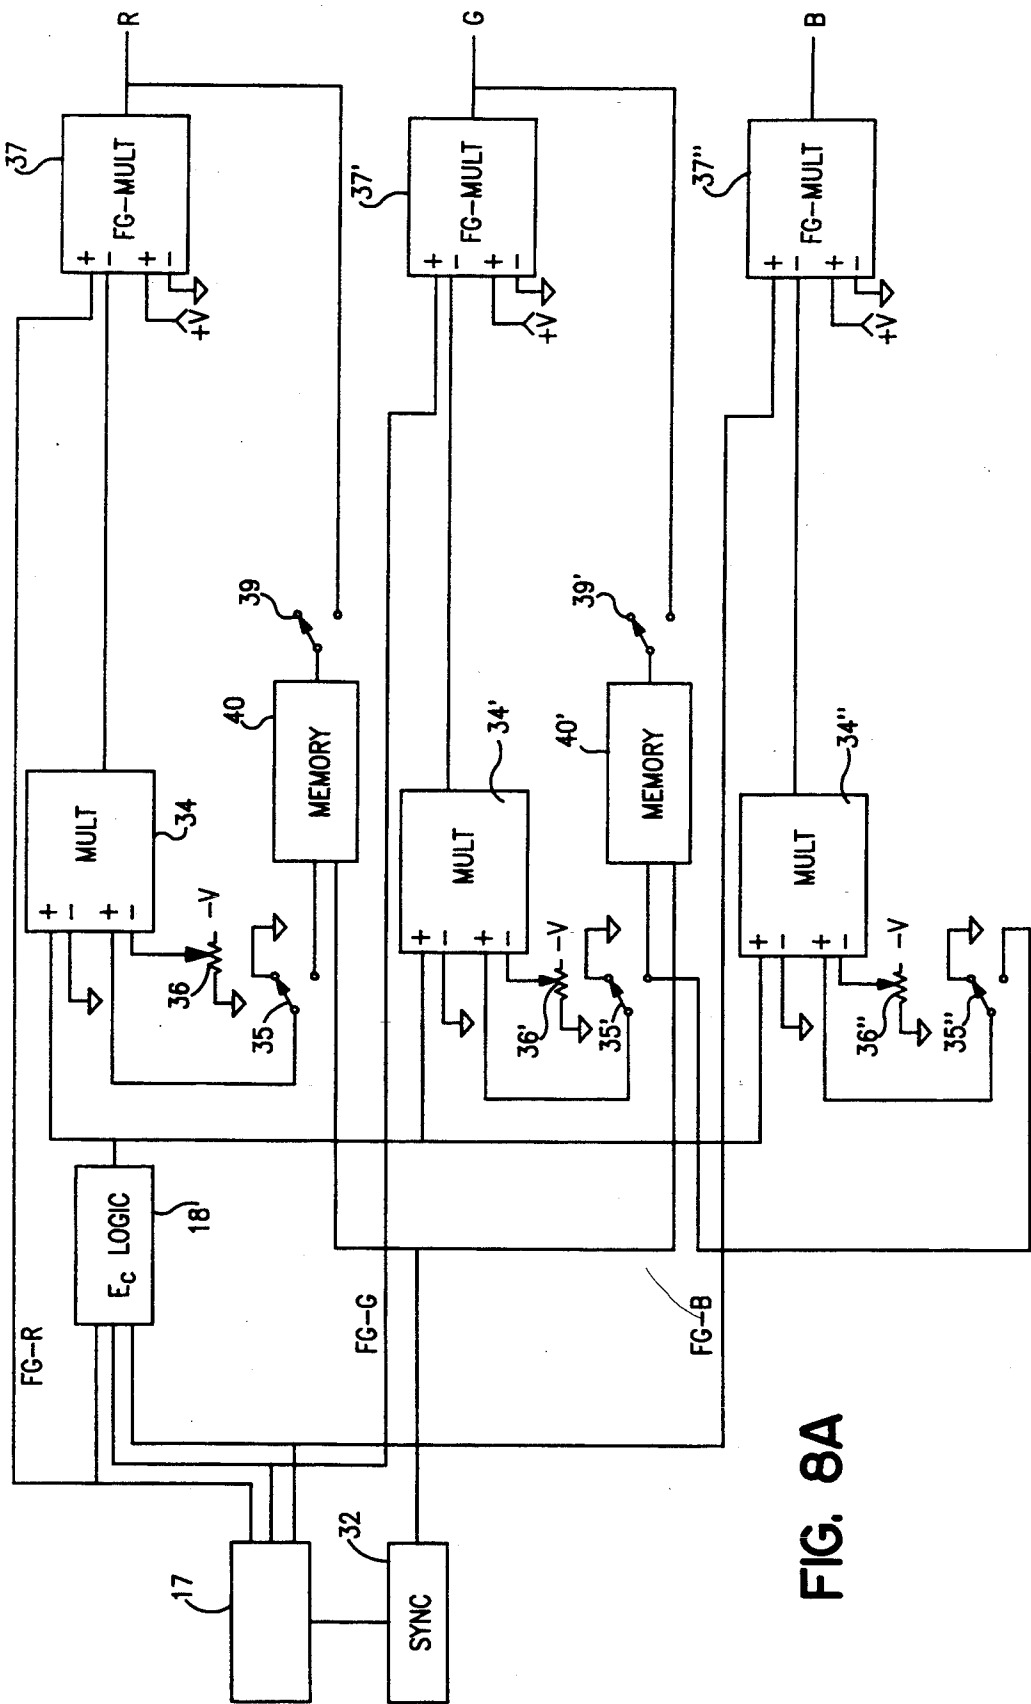 37
FG-MULT
+
−
+
−
+V
R
FG-R
MULT
+
−
+
−
34
36
−V
35
40
MEMORY
39
E_C LOGIC
18'
17
32
SYNC
37'
FG-MULT
+
−
+
−
+V
G
FG-G
MULT
+
−
+
−
34'
36'
−V
35'
40'
MEMORY
39'
37"
FG-MULT
+
−
+
−
+V
B
FG-B
MULT
+
−
+
−
34"
36"
−V
35"
FIG. 8A